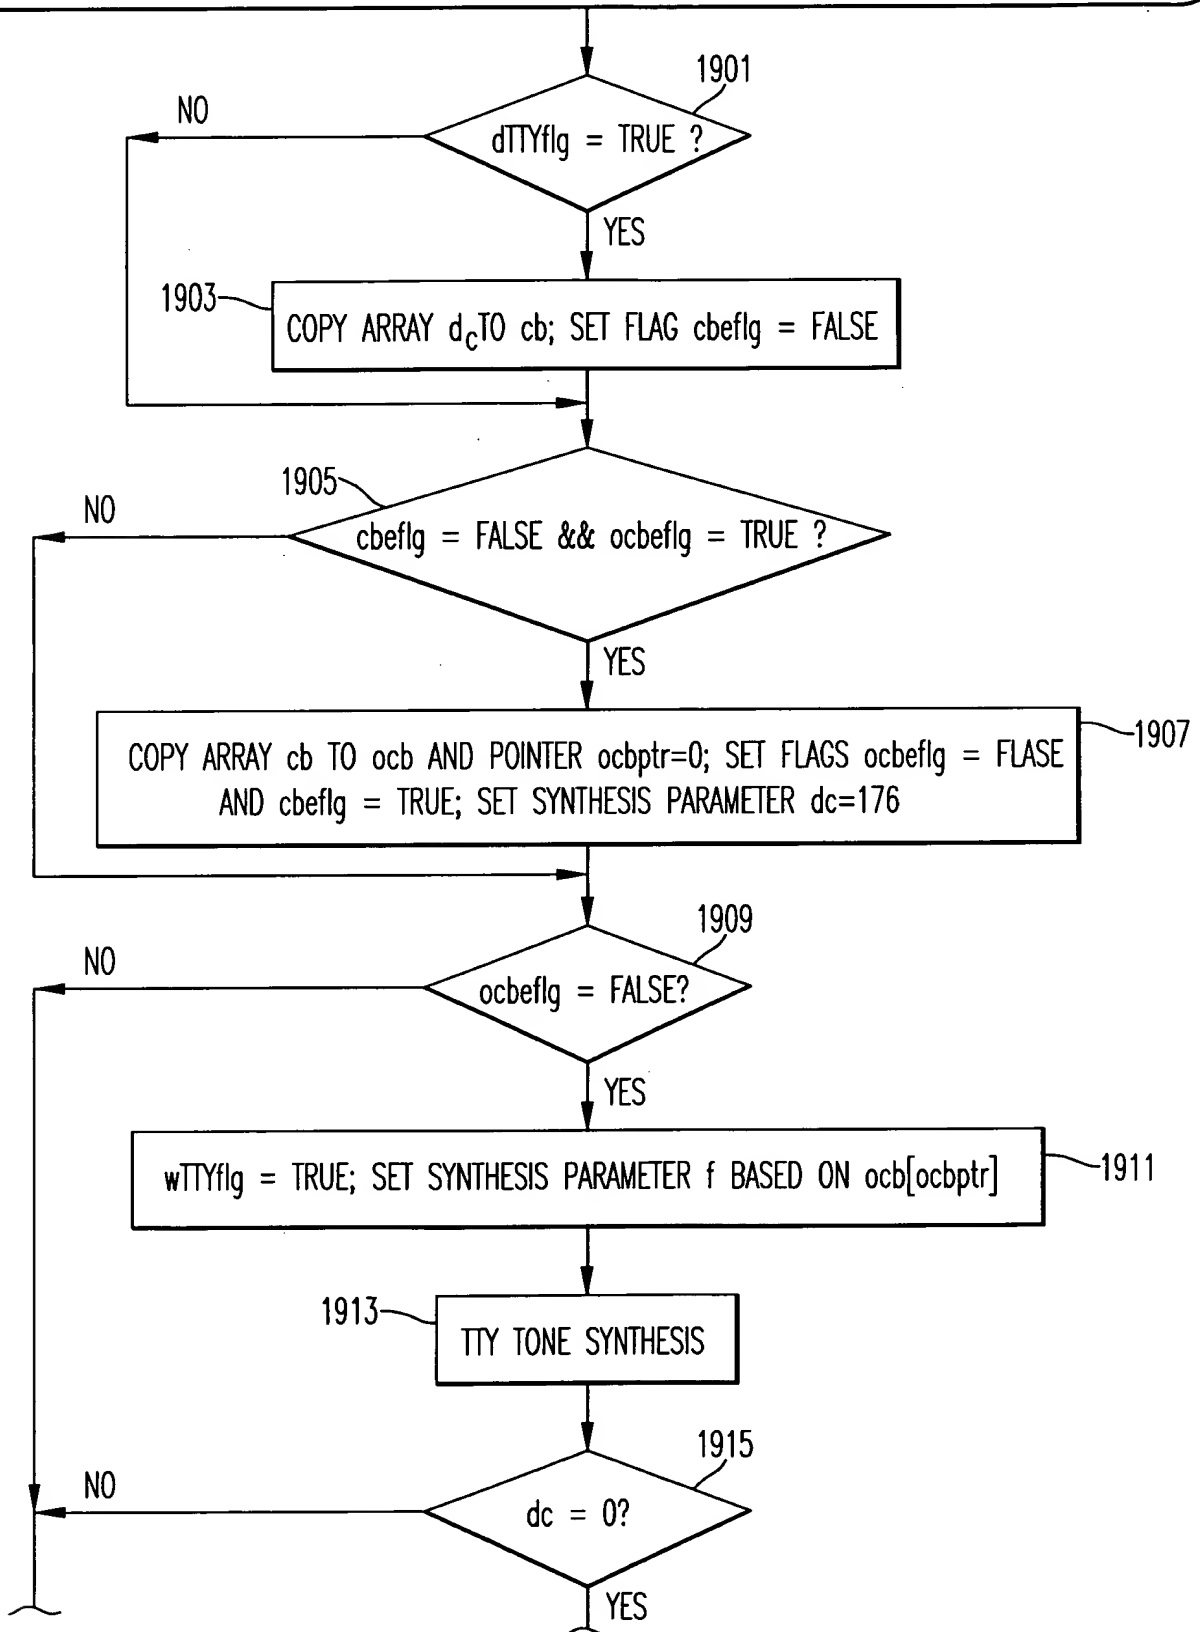 1901
NO
dTTYflg = TRUE ?
YES
1903
COPY ARRAY dcTO cb; SET FLAG cbeflg = FALSE
1905
NO
cbeflg = FALSE && ocbeflg = TRUE ?
YES
1907
COPY ARRAY cb TO ocb AND POINTER ocbptr=0; SET FLAGS ocbeflg = FLASE
AND cbeflg = TRUE; SET SYNTHESIS PARAMETER dc=176
1909
NO
ocbeflg = FALSE?
YES
wTTYflg = TRUE; SET SYNTHESIS PARAMETER f BASED ON ocb[ocbptr]
1911
1913
TTY TONE SYNTHESIS
1915
NO
dc = 0?
YES